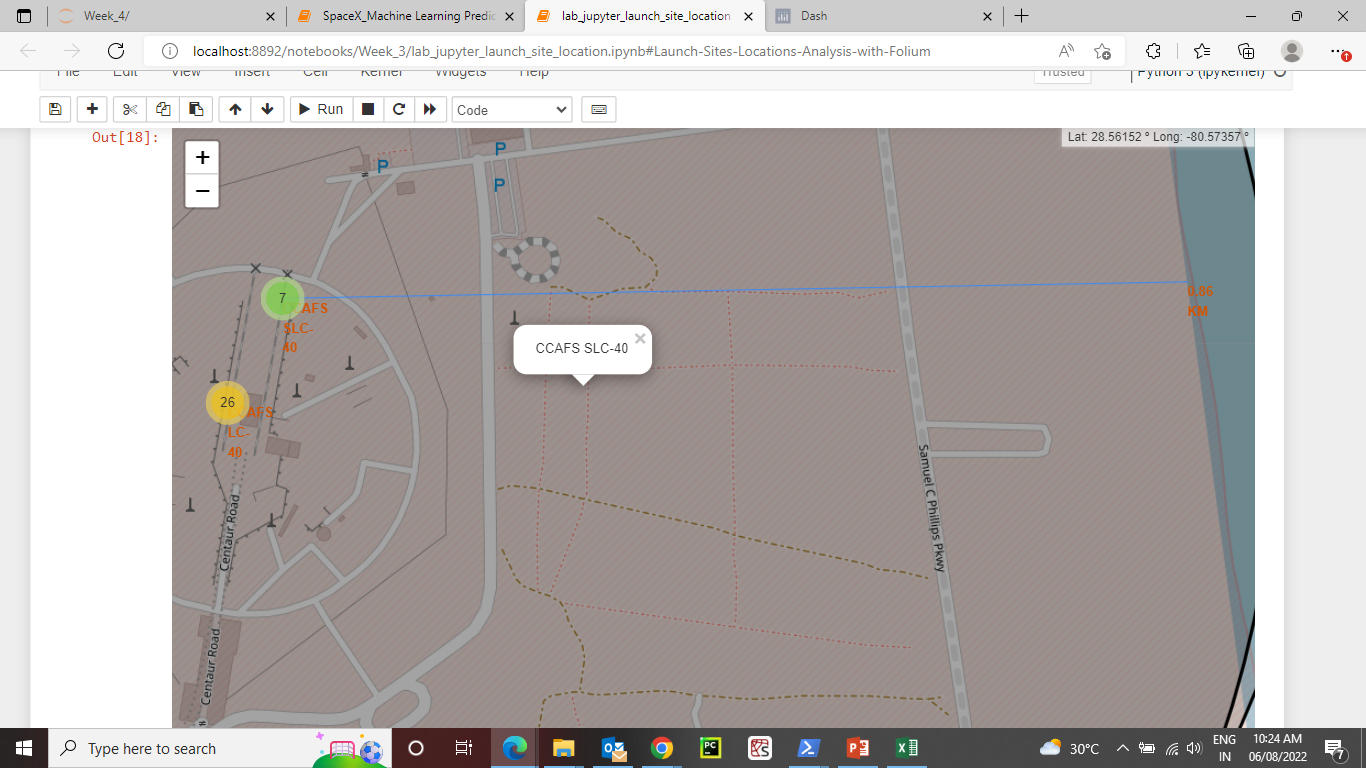 Week_4/
SpaceX_Machine Learning Predic
lab_jupyter_launch_site_location
Dash
localhost:8892/notebooks/Week_3/lab_jupyter_launch_site_location.ipynb#Launch-Sites-Locations-Analysis-with-Folium
File Edit View Insert Cell Kernel Widgets Help
Trusted
Python 3 (ipykernel)
Run
Code
Out[18]:
+
−
Lat: 28.56152 ° Long: -80.57357 °
P
P
P
7
CCAFS
SLC-
40
0.86
KM
CCAFS SLC-40
26
CCAFS
LC-
40
Samuel C Phillips Pkwy
Centaur Road
Centaur Road
Type here to search
PC
30°C
ENG
IN
10:24 AM
06/08/2022
7